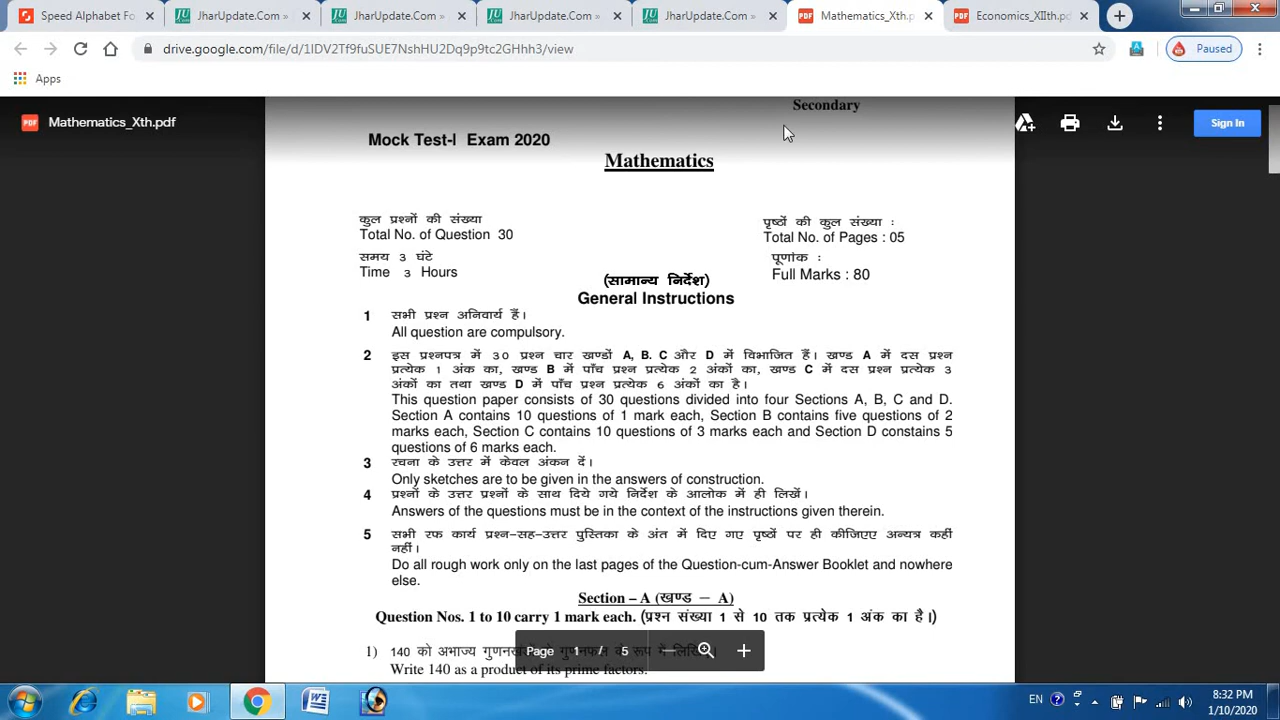 Speed Alphabet Fo
JharUpdate.Com »
JharUpdate.Com »
JharUpdate.Com »
JharUpdate.Com »
Mathematics_Xth.p
Economics_XIIth.pd
drive.google.com/file/d/1IDV2Tf9fuSUE7NshHU2Dq9p9tc2GHhh3/view
Paused
Apps
Mathematics_Xth.pdf
Sign In
Secondary
Mock Test-I Exam 2020
Mathematics
कुल प्रश्नों की संख्या
Total No. of Question 30
पृष्ठों की कुल संख्या :
Total No. of Pages : 05
समय 3 घंटे
Time 3 Hours
पूर्णांक :
Full Marks : 80
(सामान्य निर्देश)
General Instructions
1 सभी प्रश्न अनिवार्य हैं।
All question are compulsory.
2 इस प्रश्नपत्र में 30 प्रश्न चार खण्डों A, B. C और D में विभाजित हैं। खण्ड A में दस प्रश्न
प्रत्येक 1 अंक का, खण्ड B में पाँच प्रश्न प्रत्येक 2 अंकों का, खण्ड C में दस प्रश्न प्रत्येक 3
अंकों का तथा खण्ड D में पाँच प्रश्न प्रत्येक 6 अंकों का है।
This question paper consists of 30 questions divided into four Sections A, B, C and D.
Section A contains 10 questions of 1 mark each, Section B contains five questions of 2
marks each, Section C contains 10 questions of 3 marks each and Section D constains 5
questions of 6 marks each.
3 रचना के उत्तर में केवल अंकन दें।
Only sketches are to be given in the answers of construction.
4 प्रश्नों के उत्तर प्रश्नों के साथ दिये गये निर्देश के आलोक में ही लिखें।
Answers of the questions must be in the context of the instructions given therein.
5 सभी रफ कार्य प्रश्न-सह-उत्तर पुस्तिका के अंत में दिए गए पृष्ठों पर ही कीजिएए अन्यत्र कहीं
नहीं।
Do all rough work only on the last pages of the Question-cum-Answer Booklet and nowhere
else.
Section – A (खण्ड – A)
Question Nos. 1 to 10 carry 1 mark each. (प्रश्न संख्या 1 से 10 तक प्रत्येक 1 अंक का है।)
1) 140 को अभाज्य
Page 1 / 5
Write 140 as a product of its prime factors.
EN
8:32 PM
1/10/2020